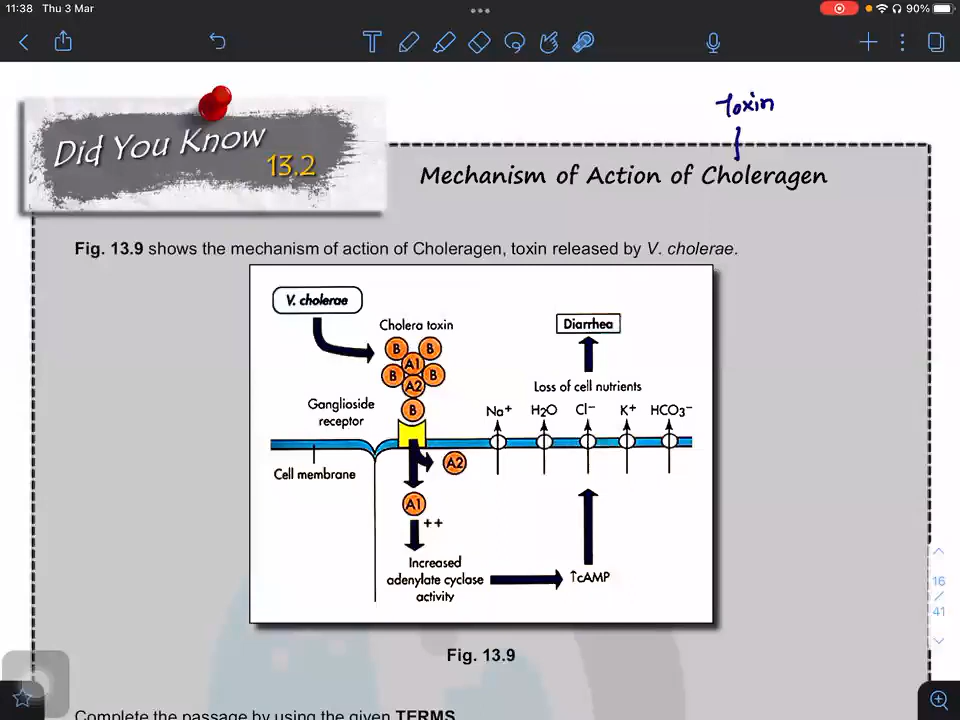 11:38 Thu 3 Mar
90%
Toxin
Did You Know
13.2
Mechanism of Action of Choleragen
Fig. 13.9 shows the mechanism of action of Choleragen, toxin released by V. cholerae.
V. cholerae
Cholera toxin
B B
A1
B B
A2
B
Ganglioside
receptor
Cell membrane
A2
A1
++
Increased
adenylate cyclase
activity
↑cAMP
Na+ H2O Cl− K+ HCO3−
Loss of cell nutrients
Diarrhea
Fig. 13.9
16
/
41
Complete the passage by using the given TERMS.